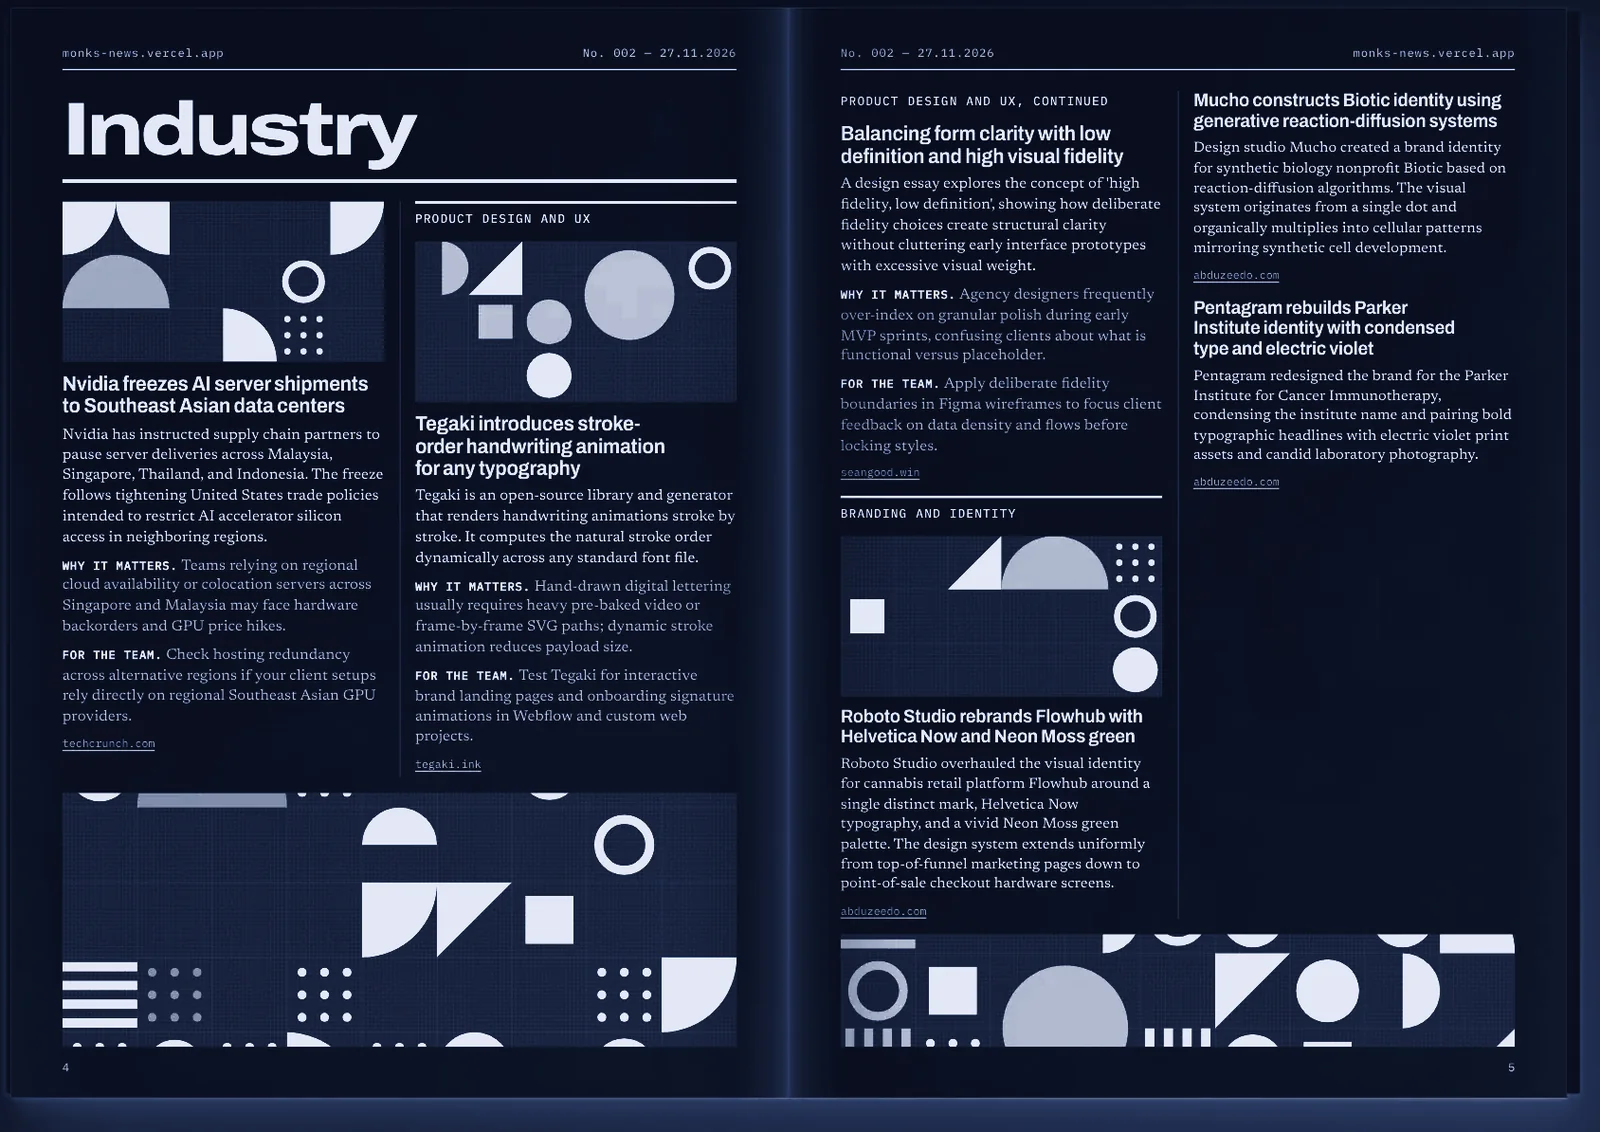 monks-news.vercel.app
No. 002 — 27.11.2026
Industry
Nvidia freezes AI server shipments
to Southeast Asian data centers
Nvidia has instructed supply chain partners to
pause server deliveries across Malaysia,
Singapore, Thailand, and Indonesia. The freeze
follows tightening United States trade policies
intended to restrict AI accelerator silicon
access in neighboring regions.
WHY IT MATTERS. Teams relying on regional
cloud availability or colocation servers across
Singapore and Malaysia may face hardware
backorders and GPU price hikes.
FOR THE TEAM. Check hosting redundancy
across alternative regions if your client setups
rely directly on regional Southeast Asian GPU
providers.
techcrunch.com
PRODUCT DESIGN AND UX
Tegaki introduces stroke-
order handwriting animation
for any typography
Tegaki is an open-source library and generator
that renders handwriting animations stroke by
stroke. It computes the natural stroke order
dynamically across any standard font file.
WHY IT MATTERS. Hand-drawn digital lettering
usually requires heavy pre-baked video or
frame-by-frame SVG paths; dynamic stroke
animation reduces payload size.
FOR THE TEAM. Test Tegaki for interactive
brand landing pages and onboarding signature
animations in Webflow and custom web
projects.
tegaki.ink
4
No. 002 — 27.11.2026
monks-news.vercel.app
PRODUCT DESIGN AND UX, CONTINUED
Balancing form clarity with low
definition and high visual fidelity
A design essay explores the concept of 'high
fidelity, low definition', showing how deliberate
fidelity choices create structural clarity
without cluttering early interface prototypes
with excessive visual weight.
WHY IT MATTERS. Agency designers frequently
over-index on granular polish during early
MVP sprints, confusing clients about what is
functional versus placeholder.
FOR THE TEAM. Apply deliberate fidelity
boundaries in Figma wireframes to focus client
feedback on data density and flows before
locking styles.
seangood.win
BRANDING AND IDENTITY
Roboto Studio rebrands Flowhub with
Helvetica Now and Neon Moss green
Roboto Studio overhauled the visual identity
for cannabis retail platform Flowhub around a
single distinct mark, Helvetica Now
typography, and a vivid Neon Moss green
palette. The design system extends uniformly
from top-of-funnel marketing pages down to
point-of-sale checkout hardware screens.
abduzeedo.com
Mucho constructs Biotic identity using
generative reaction-diffusion systems
Design studio Mucho created a brand identity
for synthetic biology nonprofit Biotic based on
reaction-diffusion algorithms. The visual
system originates from a single dot and
organically multiplies into cellular patterns
mirroring synthetic cell development.
abduzeedo.com
Pentagram rebuilds Parker
Institute identity with condensed
type and electric violet
Pentagram redesigned the brand for the Parker
Institute for Cancer Immunotherapy,
condensing the institute name and pairing bold
typographic headlines with electric violet print
assets and candid laboratory photography.
abduzeedo.com
5